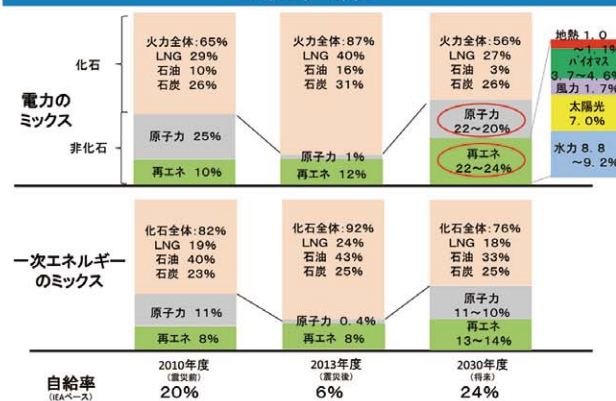 化石
電力の
ミックス
非化石
火力全体:65%
LNG 29%
石油 10%
石炭 26%
原子力 25%
再エネ 10%
火力全体:87%
LNG 40%
石油 16%
石炭 31%
原子力 1%
再エネ 12%
火力全体:56%
LNG 27%
石油 3%
石炭 26%
原子力
22~20%
再エネ
22~24%
地熱 1.0
~1.1%
バイオマス
3.7~4.6%
風力 1.7%
太陽光
7.0%
水力 8.8
~9.2%
一次エネルギー
のミックス
化石全体:82%
LNG 19%
石油 40%
石炭 23%
原子力 11%
再エネ 8%
化石全体:92%
LNG 24%
石油 43%
石炭 25%
原子力 0.4%
再エネ 8%
化石全体:76%
LNG 18%
石油 33%
石炭 25%
原子力
11~10%
再エネ
13~14%
自給率
(IEAベース)
2010年度
(震災前)
20%
2013年度
(震災後)
6%
2030年度
(将来)
24%